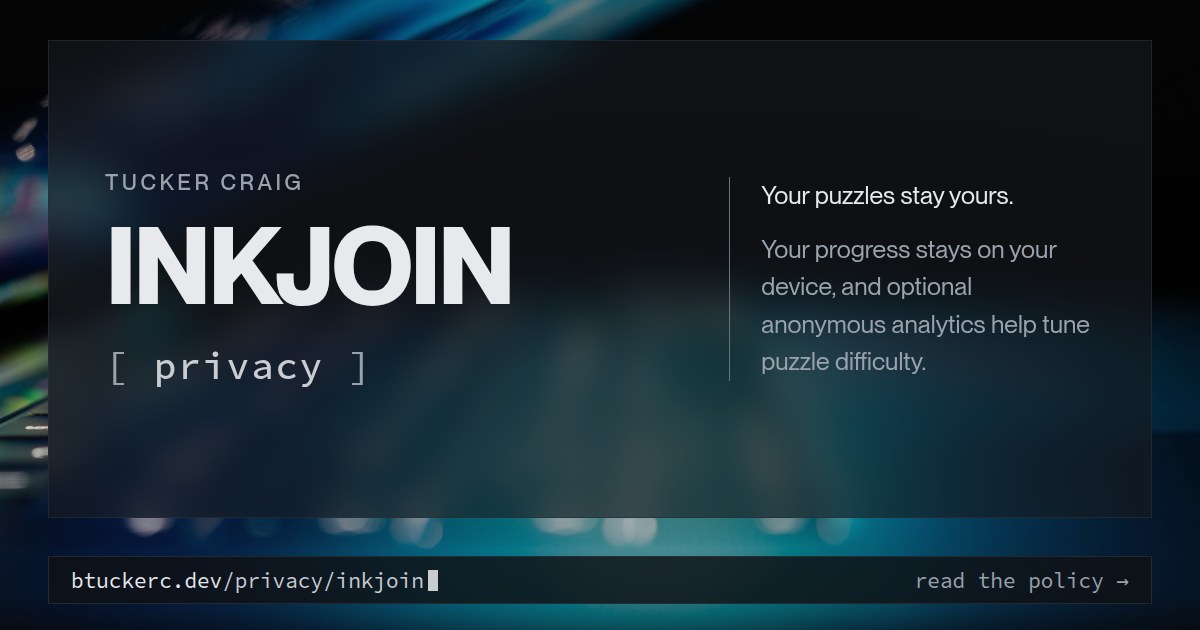 TUCKER CRAIG
INKJOIN
[ privacy ]
Your puzzles stay yours.
Your progress stays on your
device, and optional
anonymous analytics help tune
puzzle difficulty.
btuckerc.dev/privacy/inkjoin
read the policy →